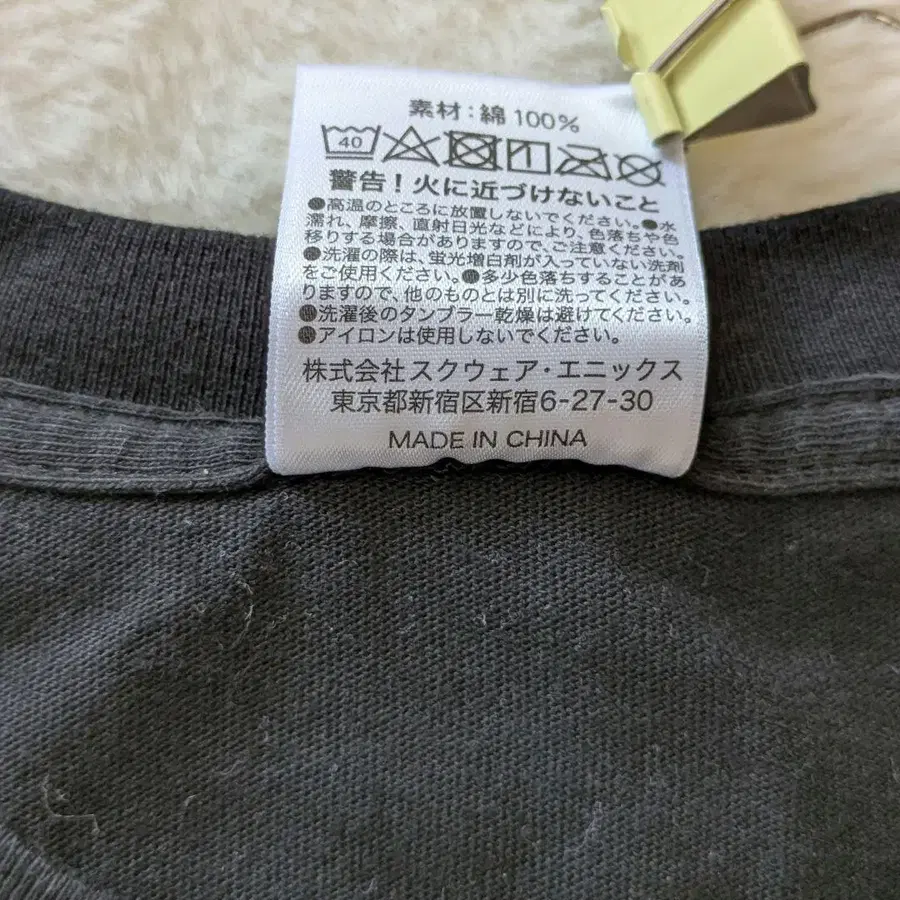 素材：綿 100%
40
警告！火に近づけないこと
●高温のところに放置しないでください。●水
濡れ、摩擦、直射日光などにより、色落ちや色
移りする場合がありますので、ご注意ください。
●洗濯の際は、蛍光増白剤が入っていない洗剤
をご使用ください。●多少色落ちすることがあ
りますので、他のものとは別に洗ってください。
●洗濯後のタンブラー乾燥は避けてください。
●アイロンは使用しないでください。
株式会社スクウェア・エニックス
東京都新宿区新宿6-27-30
MADE IN CHINA